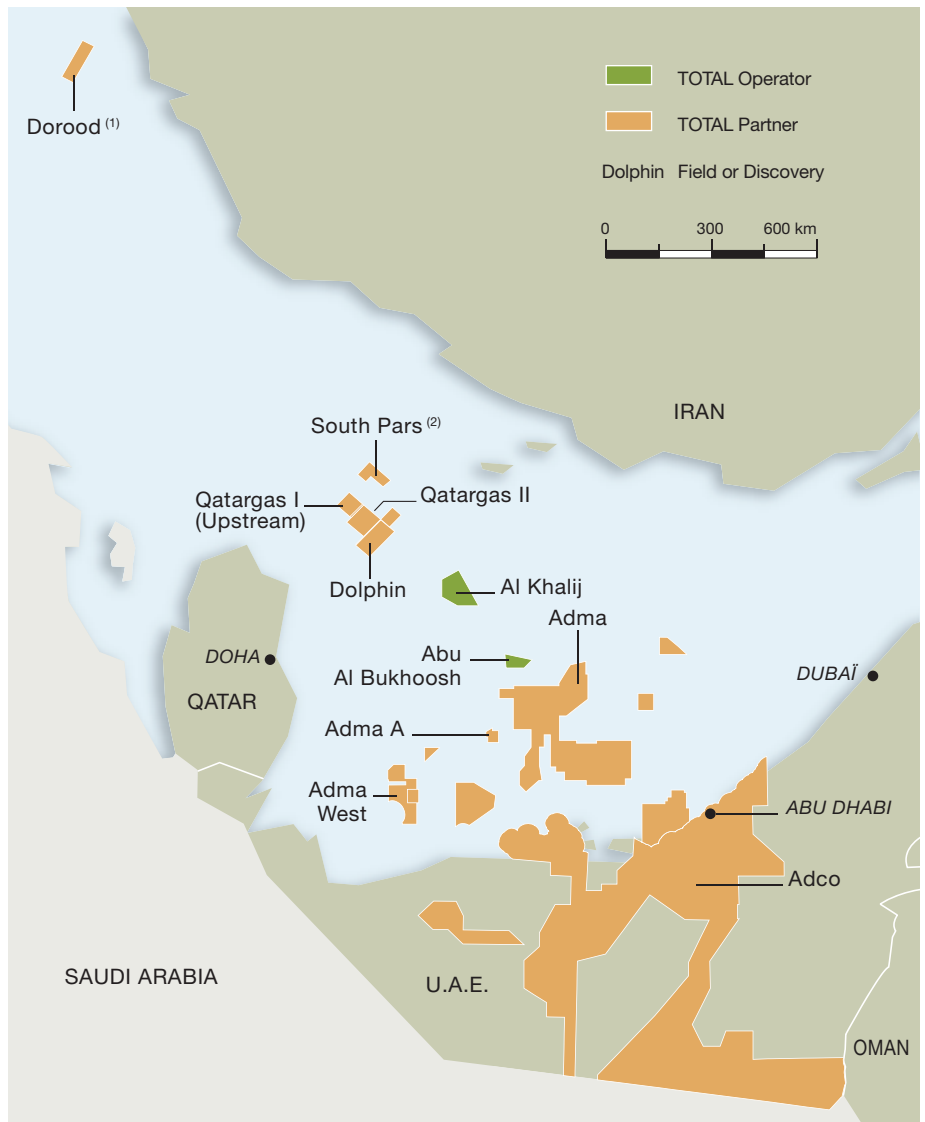 TOTAL Operator
Dorood (1)
TOTAL Partner
Dolphin Field or Discovery
0 300 600 km
IRAN
South Pars (2)
Qatargas I
(Upstream)
Qatargas II
Dolphin
Al Khalij
Adma
DOHA
Abu
Al Bukhoosh
DUBAÏ
QATAR
Adma A
Adma
West
ABU DHABI
Adco
SAUDI ARABIA
U.A.E.
OMAN